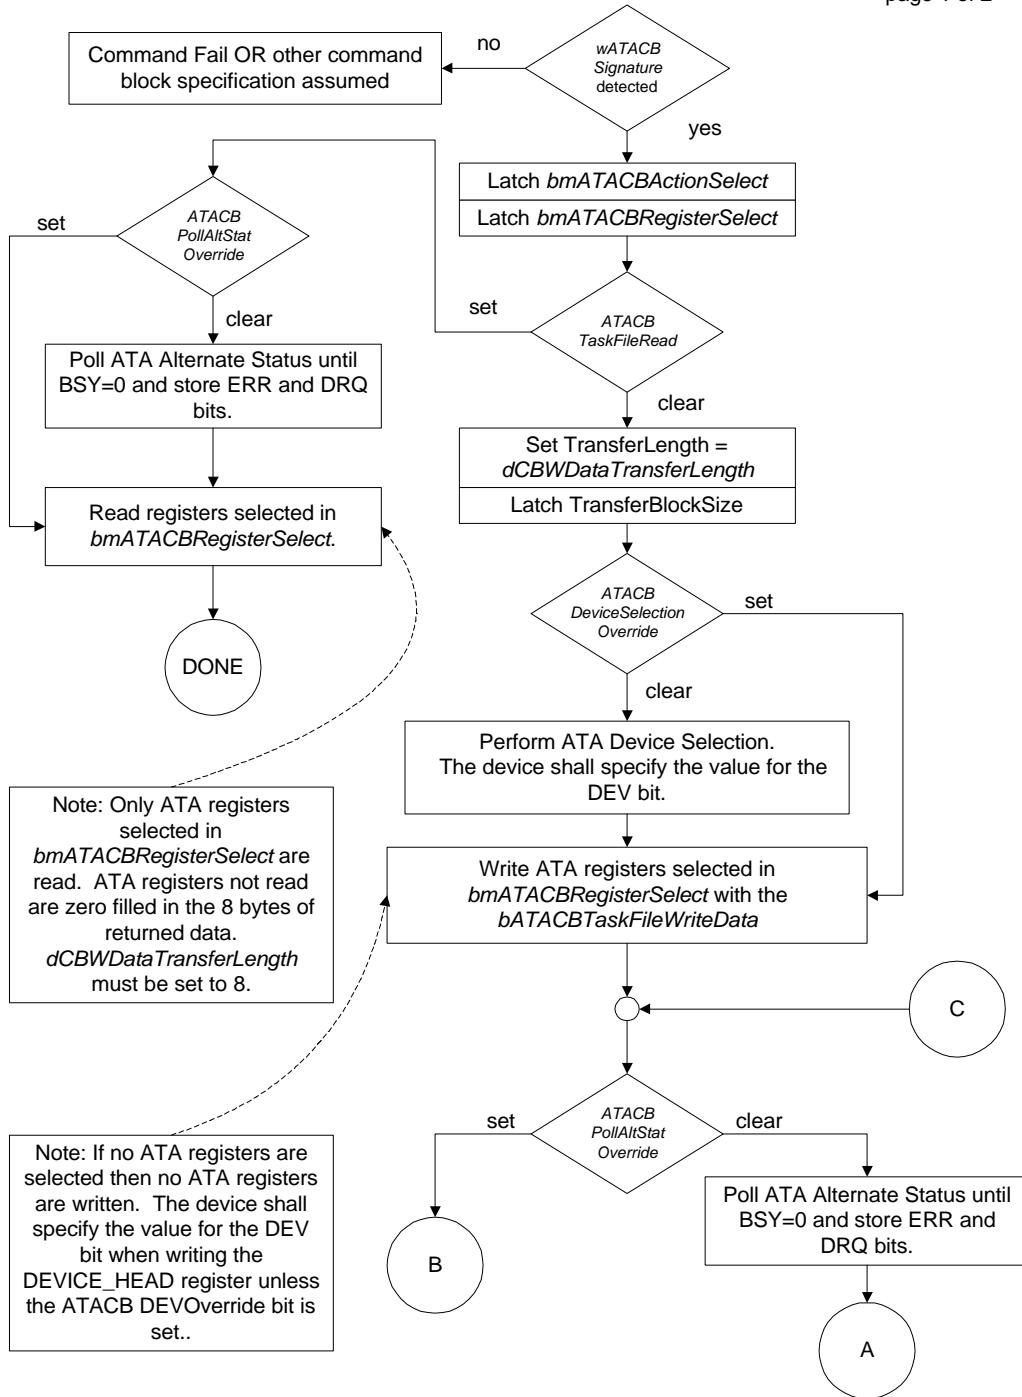 page 1 of 2
Command Fail OR other command
block specification assumed
no
wATACB
Signature
detected
yes
Latch bmATACBActionSelect
Latch bmATACBRegisterSelect
ATACB
PollAltStat
Override
set
clear
set
ATACB
TaskFileRead
clear
Poll ATA Alternate Status until
BSY=0 and store ERR and DRQ
bits.
Set TransferLength =
dCBWDataTransferLength
Latch TransferBlockSize
Read registers selected in
bmATACBRegisterSelect.
DONE
ATACB
DeviceSelection
Override
set
clear
Perform ATA Device Selection.
The device shall specify the value for the
DEV bit.
Note: Only ATA registers
selected in
bmATACBRegisterSelect are
read. ATA registers not read
are zero filled in the 8 bytes of
returned data.
dCBWDataTransferLength
must be set to 8.
Write ATA registers selected in
bmATACBRegisterSelect with the
bATACBTaskFileWriteData
C
set
ATACB
PollAltStat
Override
clear
Note: If no ATA registers are
selected then no ATA registers
are written. The device shall
specify the value for the DEV
bit when writing the
DEVICE_HEAD register unless
the ATACB DEVOverride bit is
set..
B
Poll ATA Alternate Status until
BSY=0 and store ERR and
DRQ bits.
A